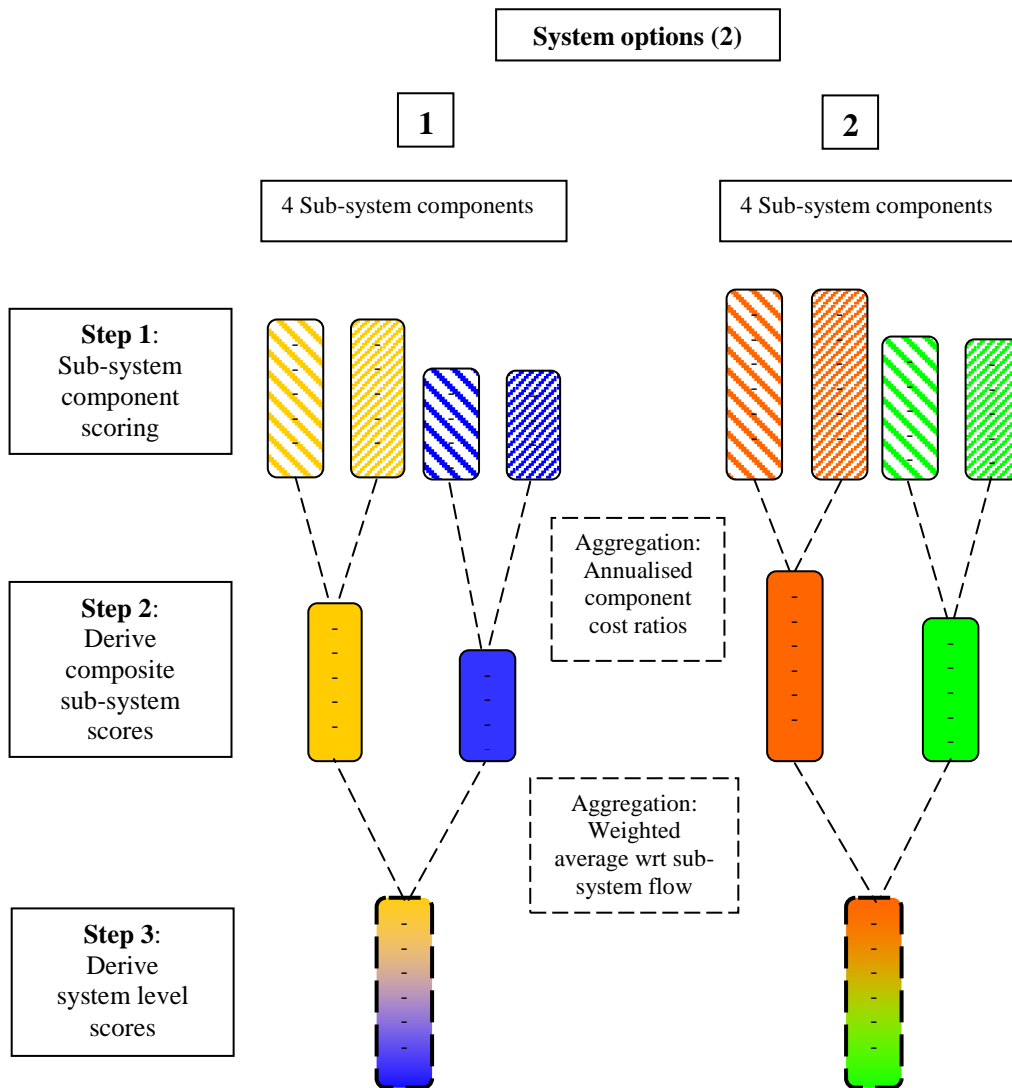 System options (2)
1
2
4 Sub-system components
4 Sub-system components
Step 1:
Sub-system
component
scoring
Aggregation:
Annualised
component
cost ratios
Step 2:
Derive
composite
sub-system
scores
Aggregation:
Weighted
average wrt sub-
system flow
Step 3:
Derive
system level
scores